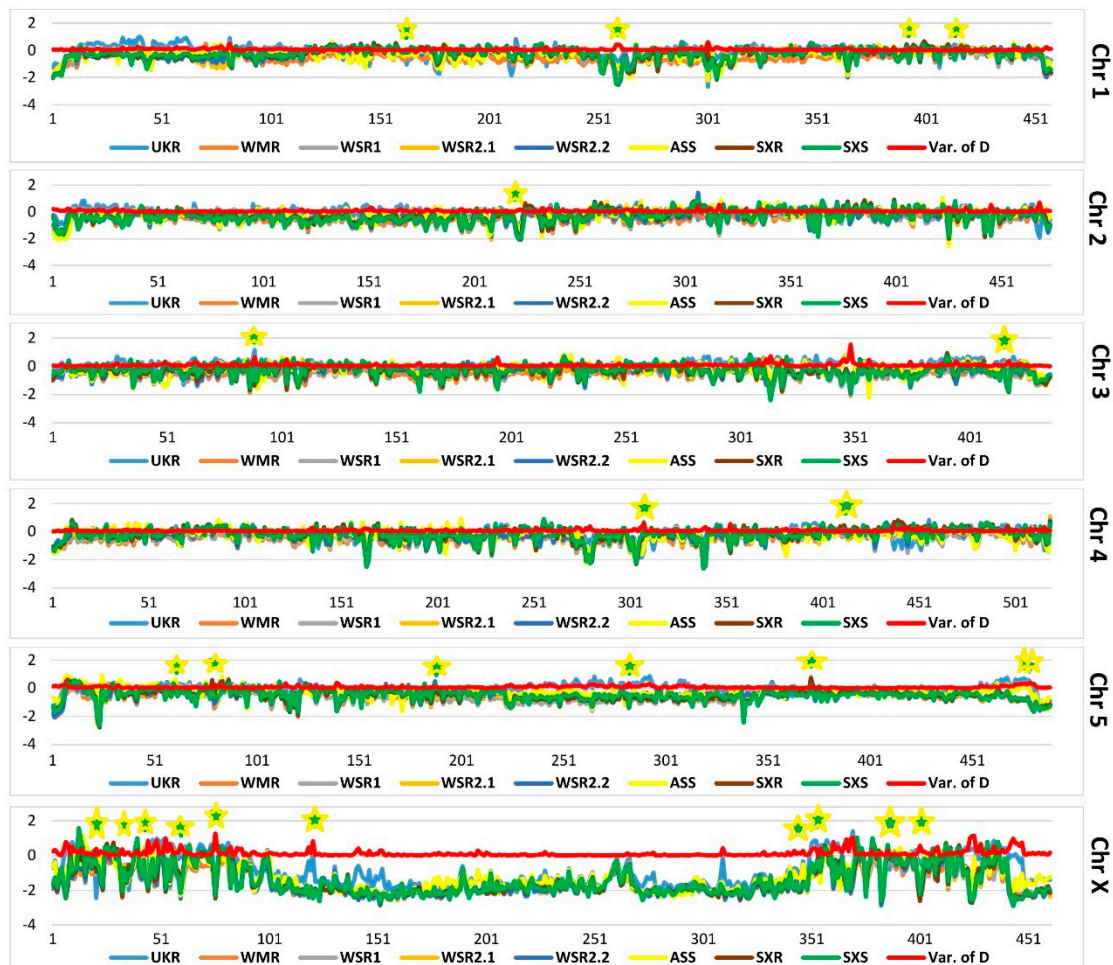 2
0
-2
-4
1 51 101 151 201 251 301 351 401 451
UKR WMR WSR1 WSR2.1 WSR2.2 ASS SXR SXS Var. of D
Chr 1
2
0
-2
-4
1 51 101 151 201 251 301 351 401 451
UKR WMR WSR1 WSR2.1 WSR2.2 ASS SXR SXS Var. of D
Chr 2
2
0
-2
-4
1 51 101 151 201 251 301 351 401
UKR WMR WSR1 WSR2.1 WSR2.2 ASS SXR SXS Var. of D
Chr 3
2
0
-2
-4
1 51 101 151 201 251 301 351 401 451 501
UKR WMR WSR1 WSR2.1 WSR2.2 ASS SXR SXS Var. of D
Chr 4
2
0
-2
-4
1 51 101 151 201 251 301 351 401 451
UKR WMR WSR1 WSR2.1 WSR2.2 ASS SXR SXS Var. of D
Chr 5
2
0
-2
-4
1 51 101 151 201 251 301 351 401 451
UKR WMR WSR1 WSR2.1 WSR2.2 ASS SXR SXS Var. of D
Chr X